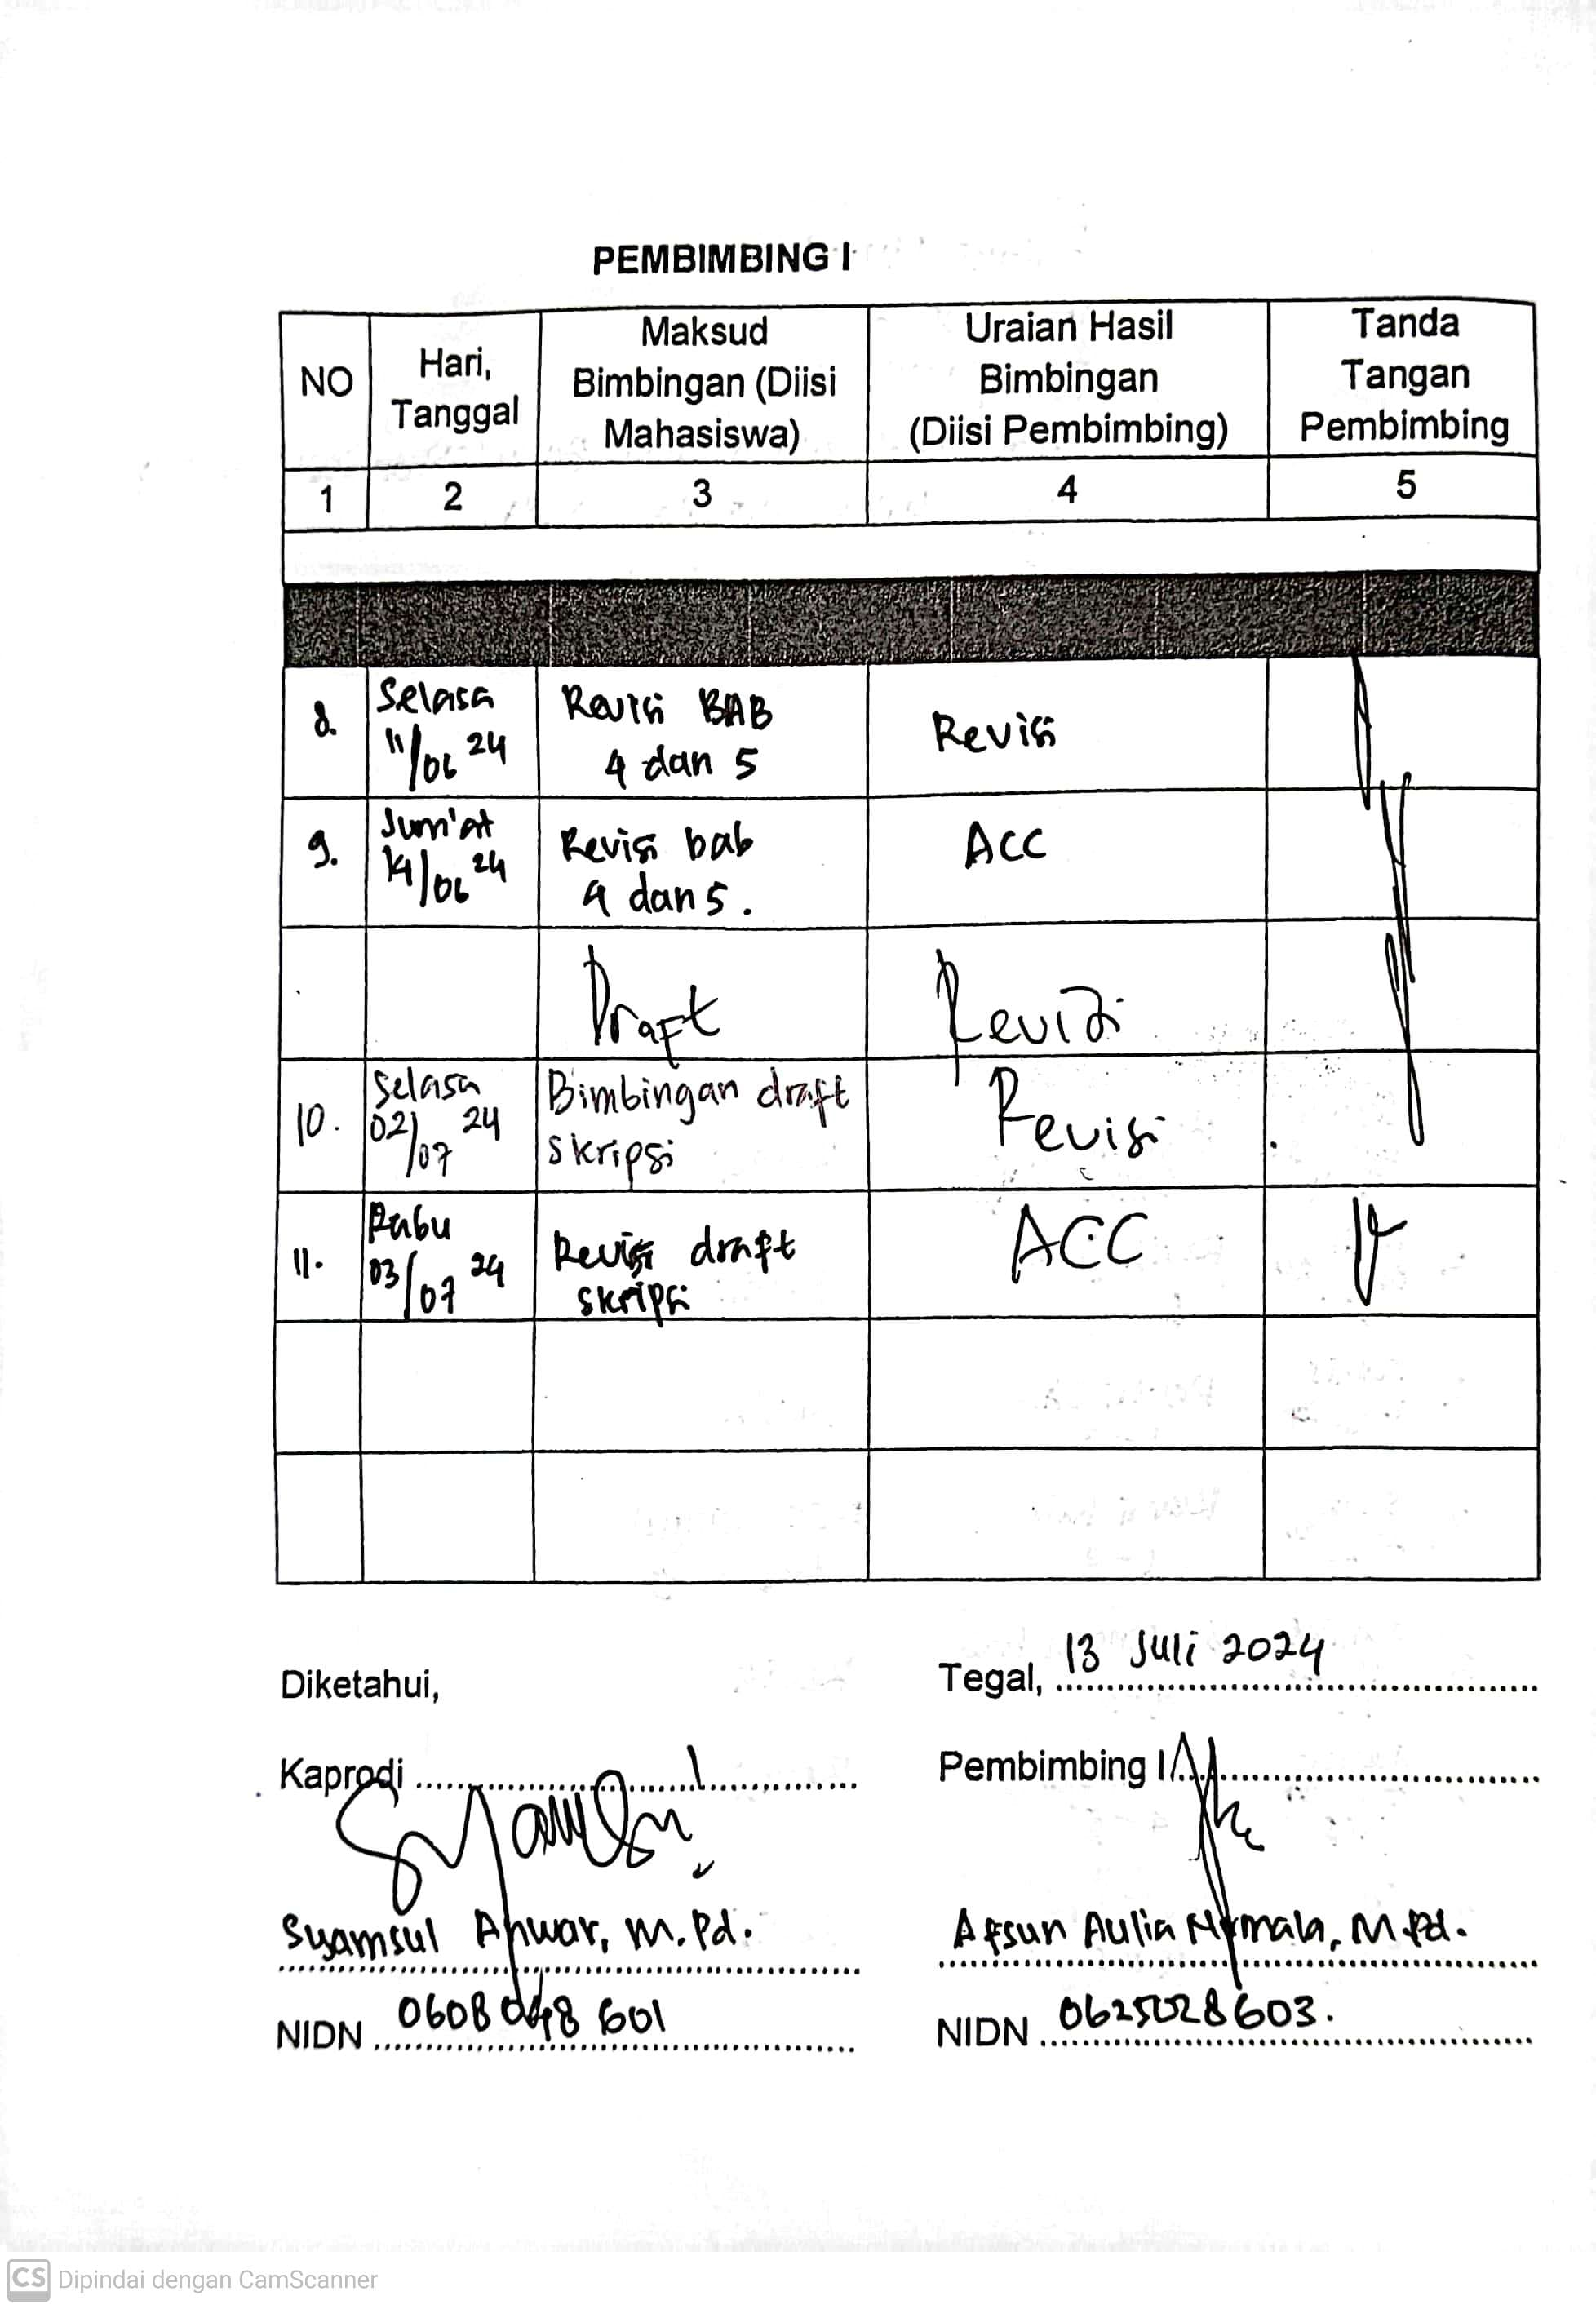 PEMBIMBING I
NO
Hari,
Tanggal
Maksud
Bimbingan (Diisi
Mahasiswa)
Uraian Hasil
Bimbingan
(Diisi Pembimbing)
Tanda
Tangan
Pembimbing
1 2 3 4 5
8.
Selasa
11/06 24
Revisi BAB
4 dan 5
Revisi
9.
Jum'at
14/06 24
Revisi bab
4 dan 5.
ACC
Draft
Revisi
10.
Selasa
02/07 24
Bimbingan draft
skripsi
Revisi
11.
Rabu
03/07 24
Revisi draft
skripsi
ACC
Diketahui,
Tegal, 13 Juli 2024
Kaprodi
Pembimbing I
Syamsul Anwar, M.Pd.
Afsun Aulia Nirmala, M.Pd.
NIDN 0608048601
NIDN 0625028603.
CS Dipindai dengan CamScanner